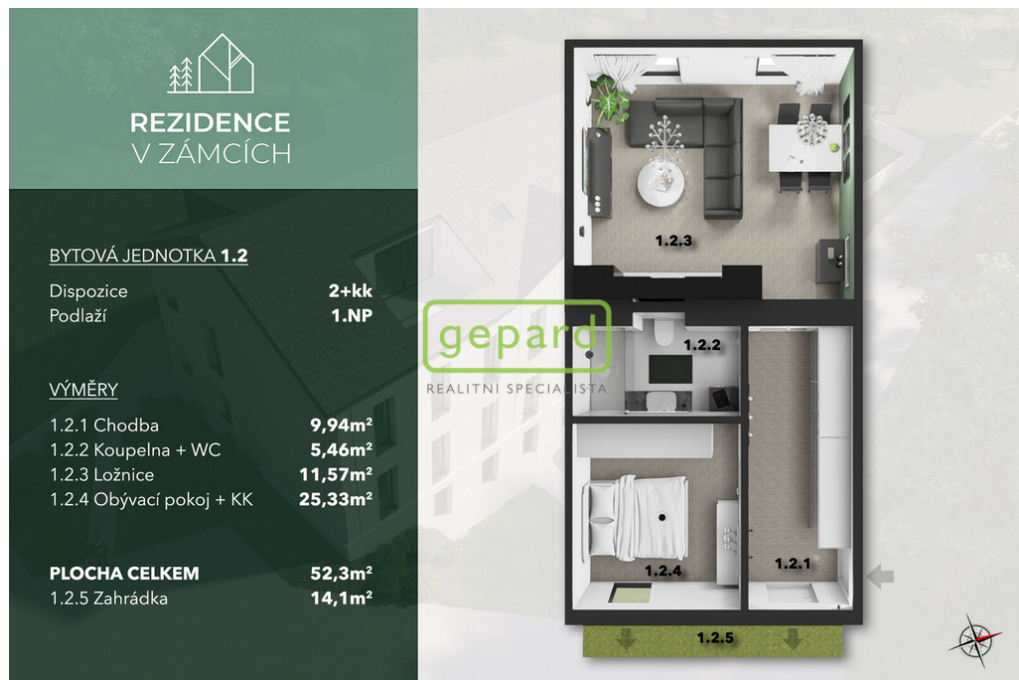 REZIDENCE
V ZÁMCÍCH
BYTOVÁ JEDNOTKA 1.2
Dispozice 2+kk
Podlaží 1.NP
VÝMĚRY
1.2.1 Chodba 9,94m²
1.2.2 Koupelna + WC 5,46m²
1.2.3 Ložnice 11,57m²
1.2.4 Obývací pokoj + KK 25,33m²
PLOCHA CELKEM 52,3m²
1.2.5 Zahrádka 14,1m²
1.2.3
1.2.2
gepard
REALITNÍ SPECIALISTA
1.2.4
1.2.1
1.2.5